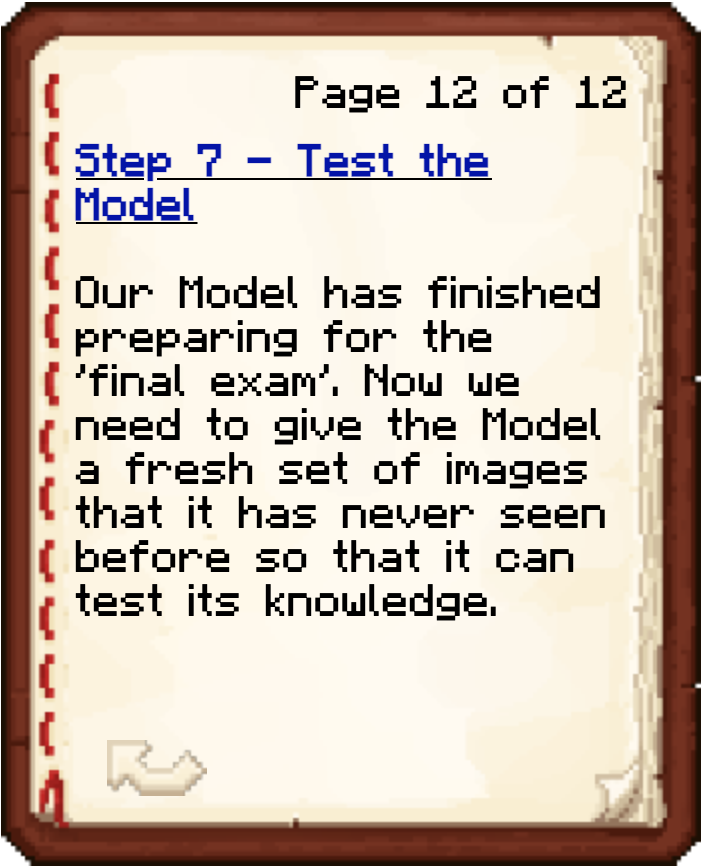 Page 12 of 12
Step 7 - Test the
Model
Our Model has finished
preparing for the
'final exam'. Now we
need to give the Model
a fresh set of images
that it has never seen
before so that it can
test its knowledge.